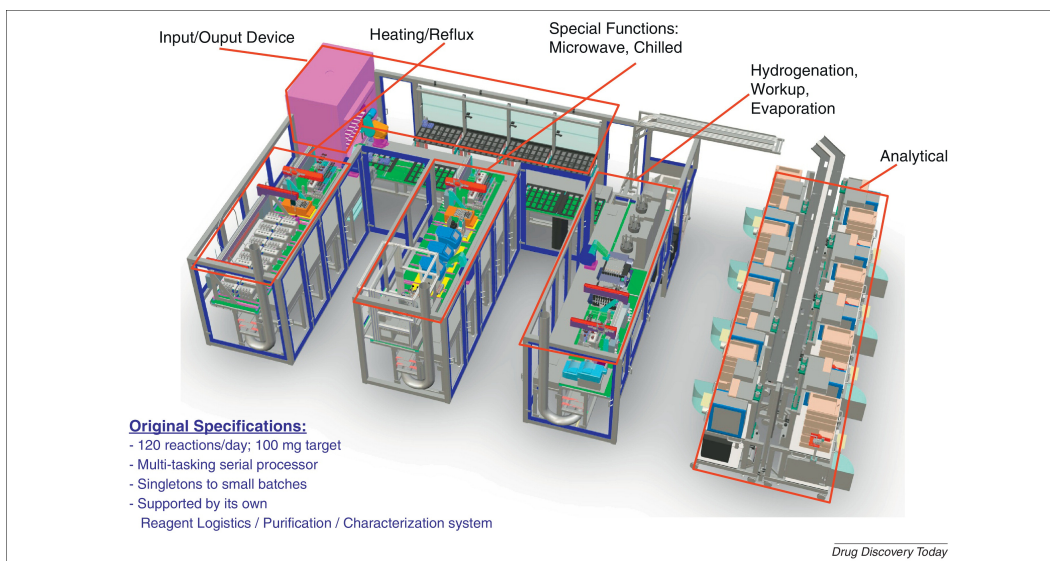 Input/Ouput Device
Heating/Reflux
Special Functions:
Microwave, Chilled
Hydrogenation,
Workup,
Evaporation
Analytical
Original Specifications:
- 120 reactions/day; 100 mg target
- Multi-tasking serial processor
- Singletons to small batches
- Supported by its own
Reagent Logistics / Purification / Characterization system
Drug Discovery Today